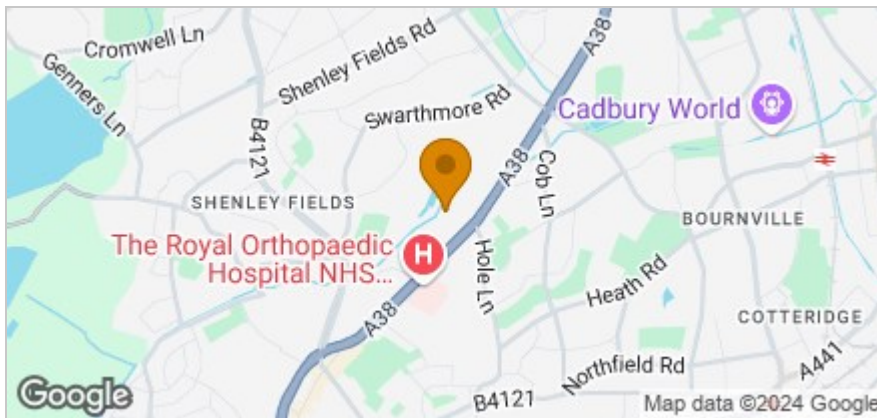 Cromwell Ln
Genners Ln
Shenley Fields Rd
A38
B4121
Swarthmore Rd
Cadbury World
A38
Cob Ln
SHENLEY FIELDS
BOURNVILLE
The Royal Orthopaedic
Hospital NHS...
H
Hole Ln
Heath Rd
A38
COTTERIDGE
Northfield Rd
A441
B4121
Google
Map data ©2024 Google